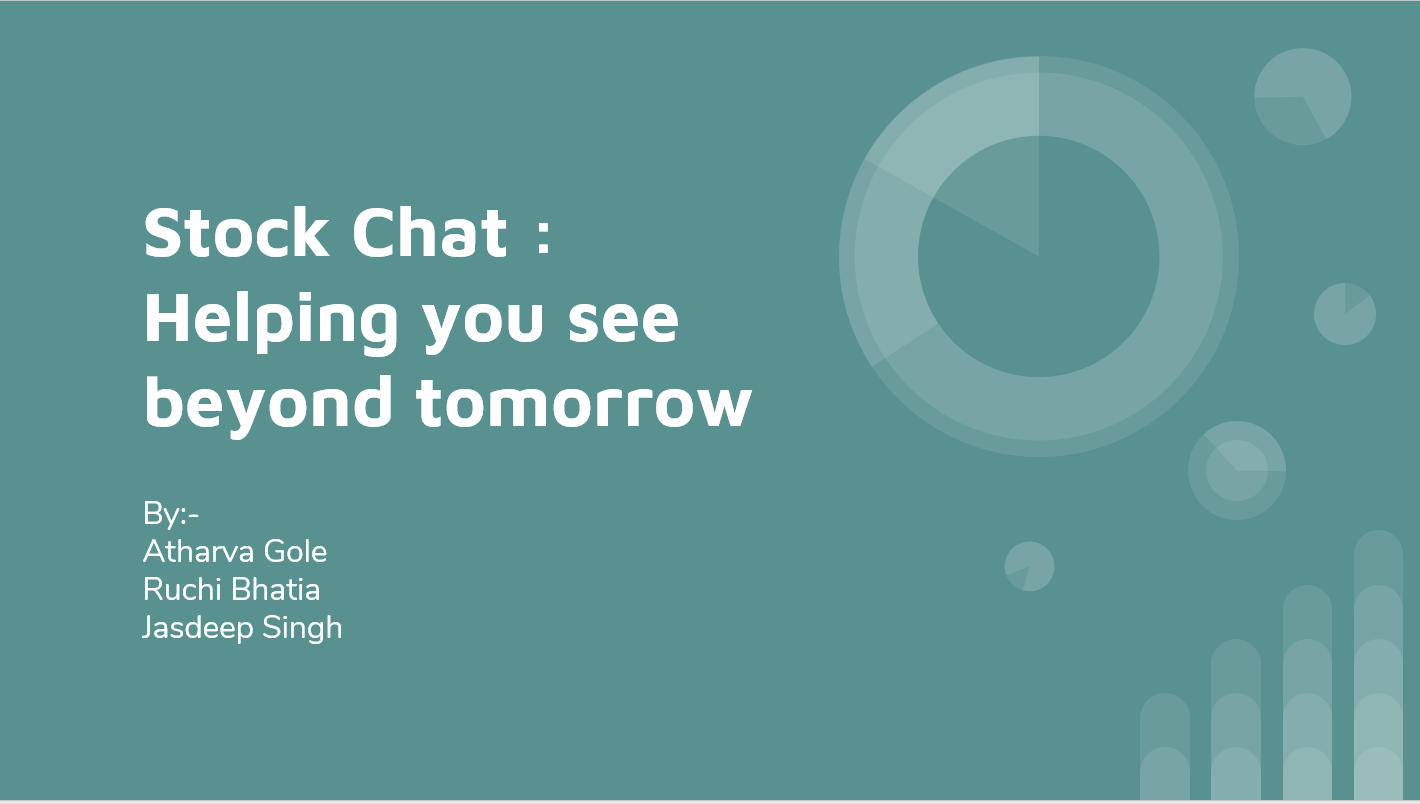 Stock Chat :
Helping you see
beyond tomorrow
By:-
Atharva Gole
Ruchi Bhatia
Jasdeep Singh